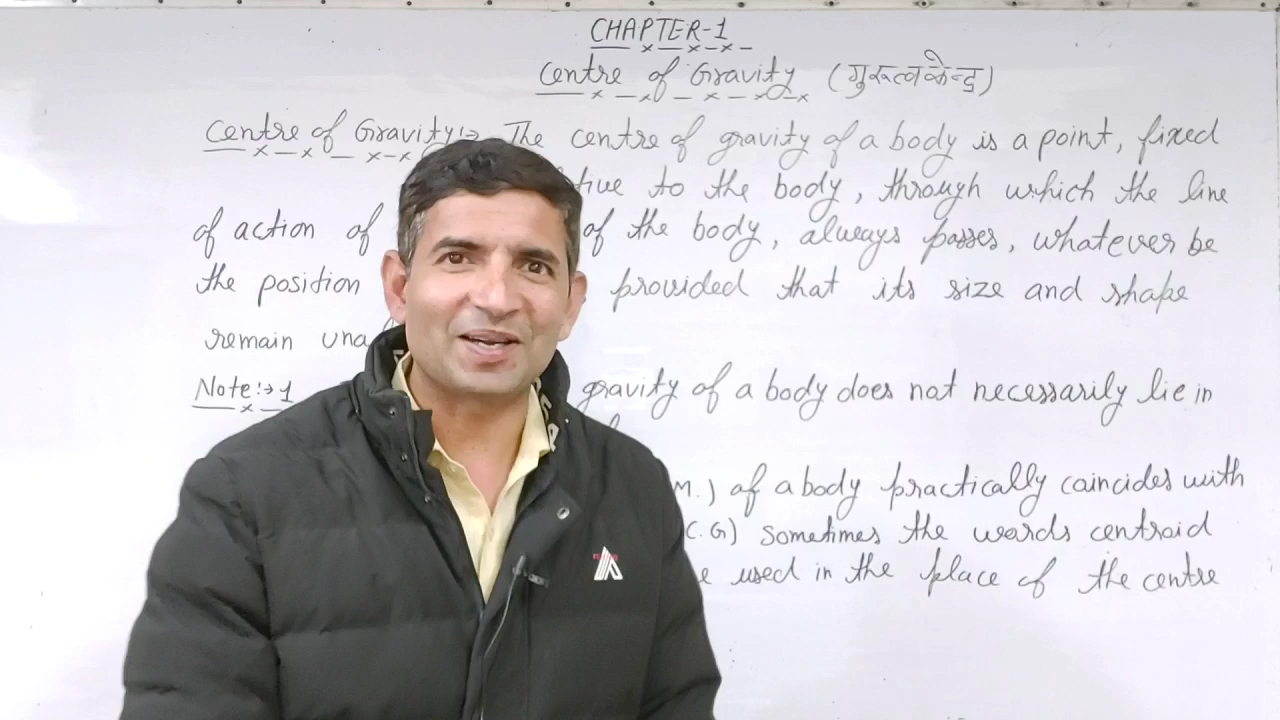 CHAPTER-1
Centre of Gravity (गुरूत्वकेन्द्र)
Centre of Gravity:→ The centre of gravity of a body is a point, fixed
to the body, through which the line
of action of of the body, always passes, whatever be
the position provided that its size and shape
remain
Note:→1 gravity of a body does not necessarily lie in
M.) of a body practically coincides with
C.G) sometimes the words centroid
used in the place of the centre